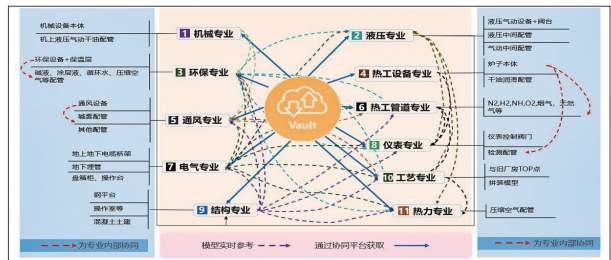 机械设备本体
机上液压气动干油配管
环保设备+保温层
碱液、涂层液、循环水、压缩空
气等配管
通风设备
碱雾配管
其他配管
地上地下电缆桥架
地下埋管
盘箱柜、操作台
钢平台
操作室等
混凝土土建
为专业内部协同
1 机械专业
3 环保专业
5 通风专业
7 电气专业
9 结构专业
Vault
2 液压专业
4 热工设备专业
6 热工管道专业
8 仪表专业
10 工艺专业
11 热力专业
模型实时参考
通过协同平台获取
液压气动设备+阀台
液压中间配管
气动中间配管
炉子本体
干油润滑配管
N2,H2,NH,O2,烟气，天然
气等
仪表控制阀门
检测配管
与旧厂房TOP点
拼装模型
压缩空气配管
为专业内部协同